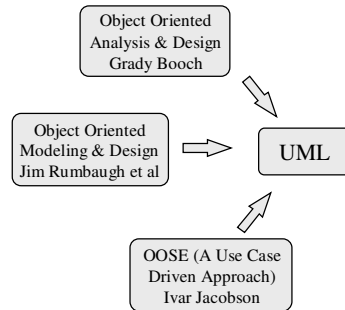 Object Oriented
Analysis & Design
Grady Booch
Object Oriented
Modeling & Design
Jim Rumbaugh et al
UML
OOSE (A Use Case
Driven Approach)
Ivar Jacobson